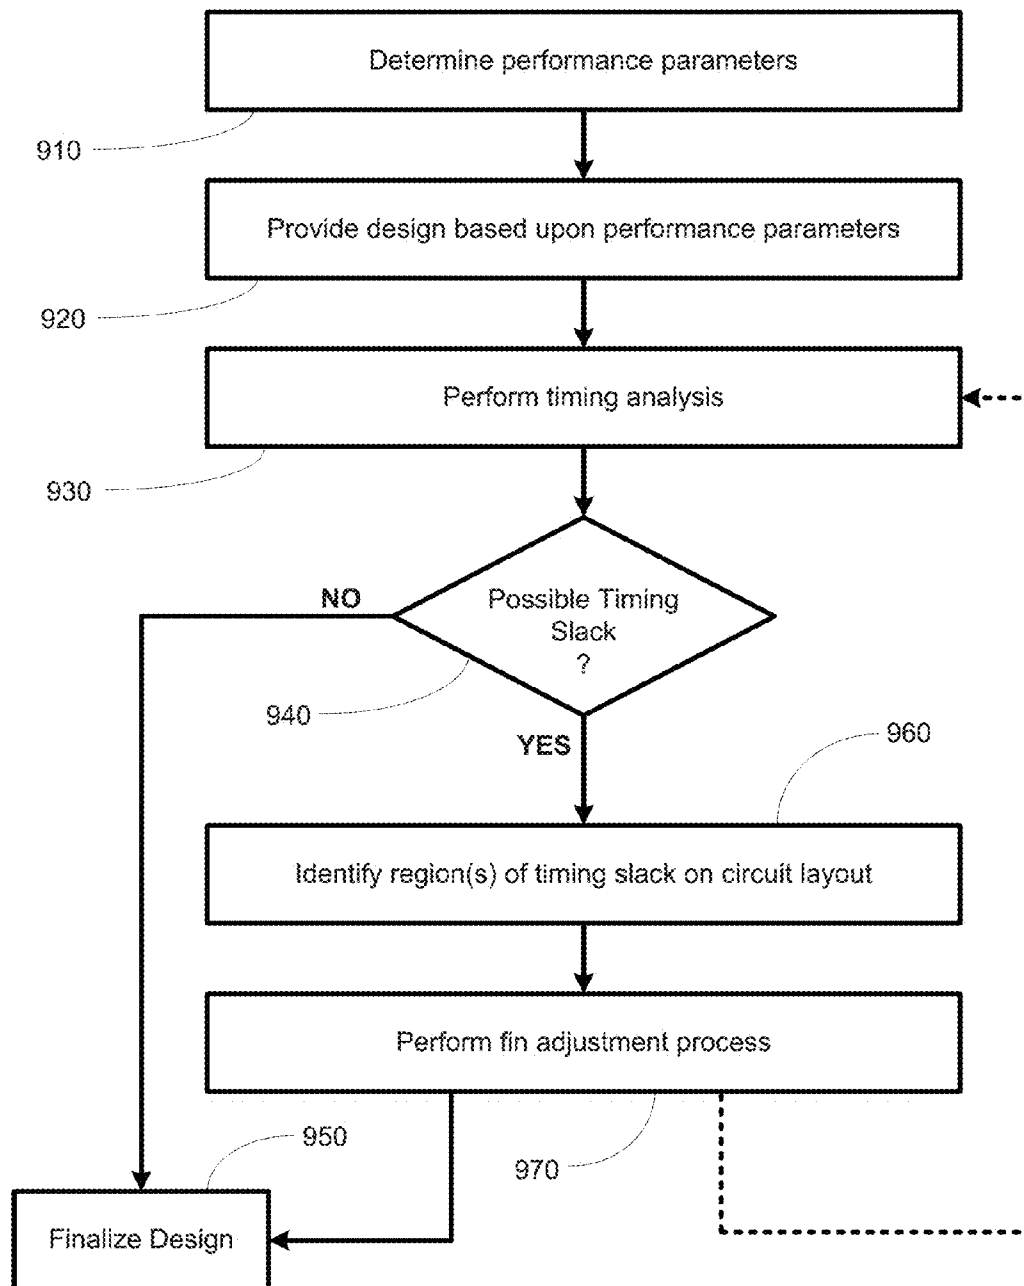 Determine performance parameters
910
Provide design based upon performance parameters
920
Perform timing analysis
930
NO
Possible Timing
Slack
?
940
YES
960
Identify region(s) of timing slack on circuit layout
Perform fin adjustment process
950
970
Finalize Design